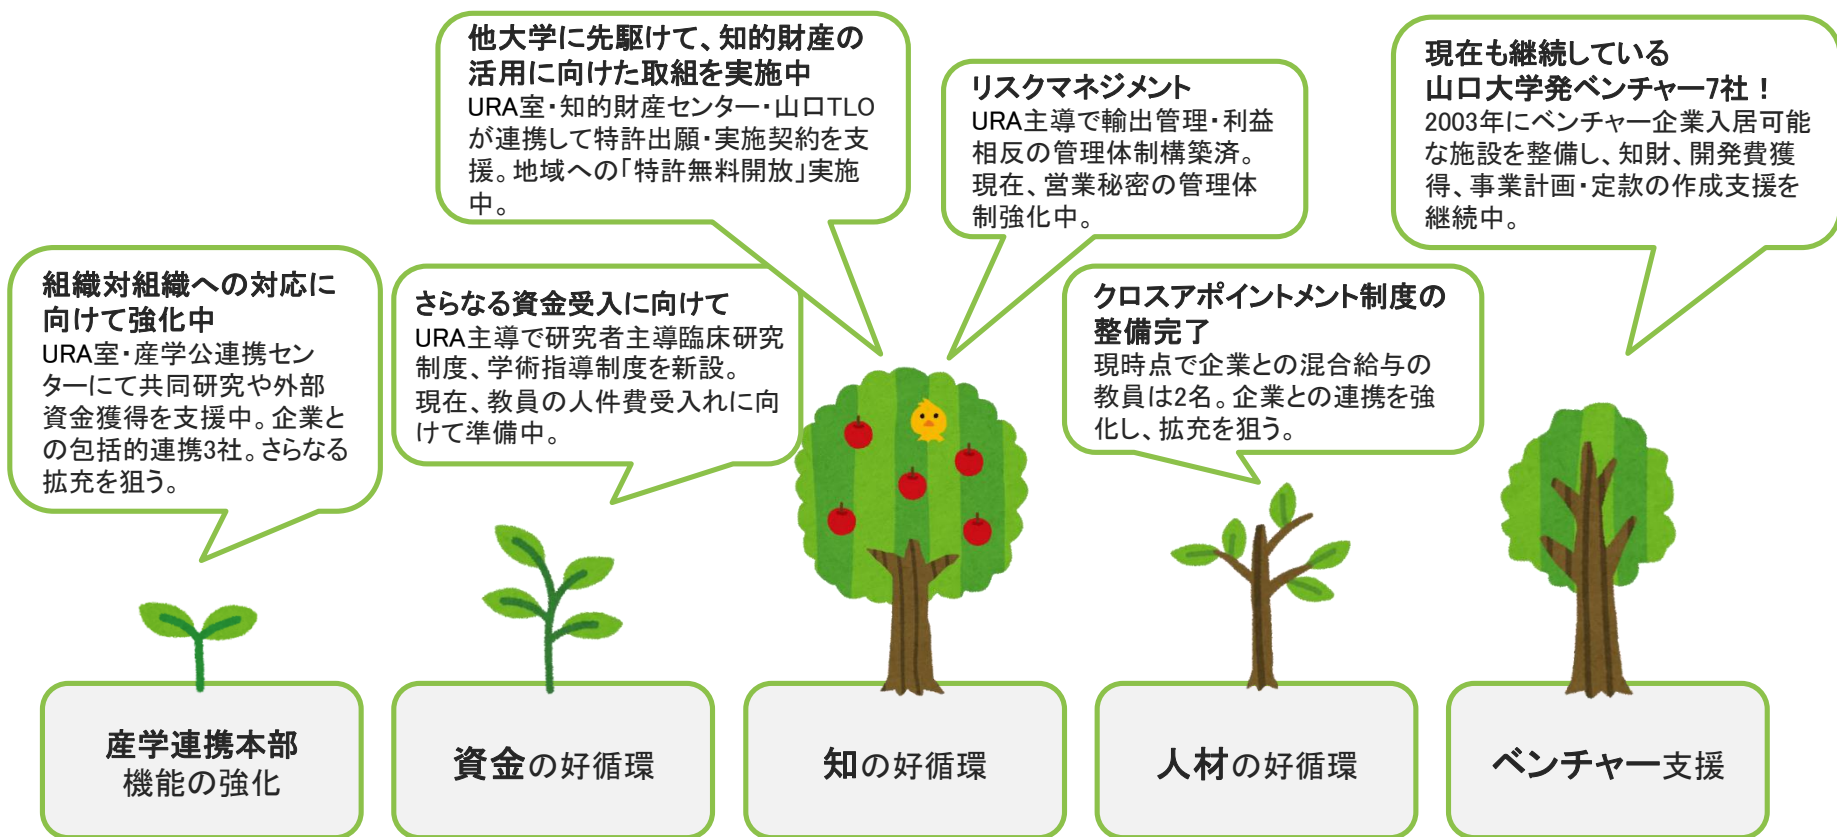 他大学に先駆けて、知的財産の
活用に向けた取組を実施中
URA室・知的財産センター・山口TLO
が連携して特許出願・実施契約を支
援。地域への「特許無料開放」実施
中。
リスクマネジメント
URA主導で輸出管理・利益
相反の管理体制構築済。
現在、営業秘密の管理体
制強化中。
現在も継続している
山口大学発ベンチャー7社！
2003年にベンチャー企業入居可能
な施設を整備し、知財、開発費獲
得、事業計画・定款の作成支援を
継続中。
組織対組織への対応に
向けて強化中
URA室・産学公連携セン
ターにて共同研究や外部
資金獲得を支援中。企業と
の包括的連携3社。さらなる
拡充を狙う。
さらなる資金受入に向けて
URA主導で研究者主導臨床研究
制度、学術指導制度を新設。
現在、教員の人件費受入れに向
けて準備中。
クロスアポイントメント制度の
整備完了
現時点で企業との混合給与の
教員は2名。企業との連携を強
化し、拡充を狙う。
産学連携本部
機能の強化
資金の好循環
知の好循環
人材の好循環
ベンチャー支援